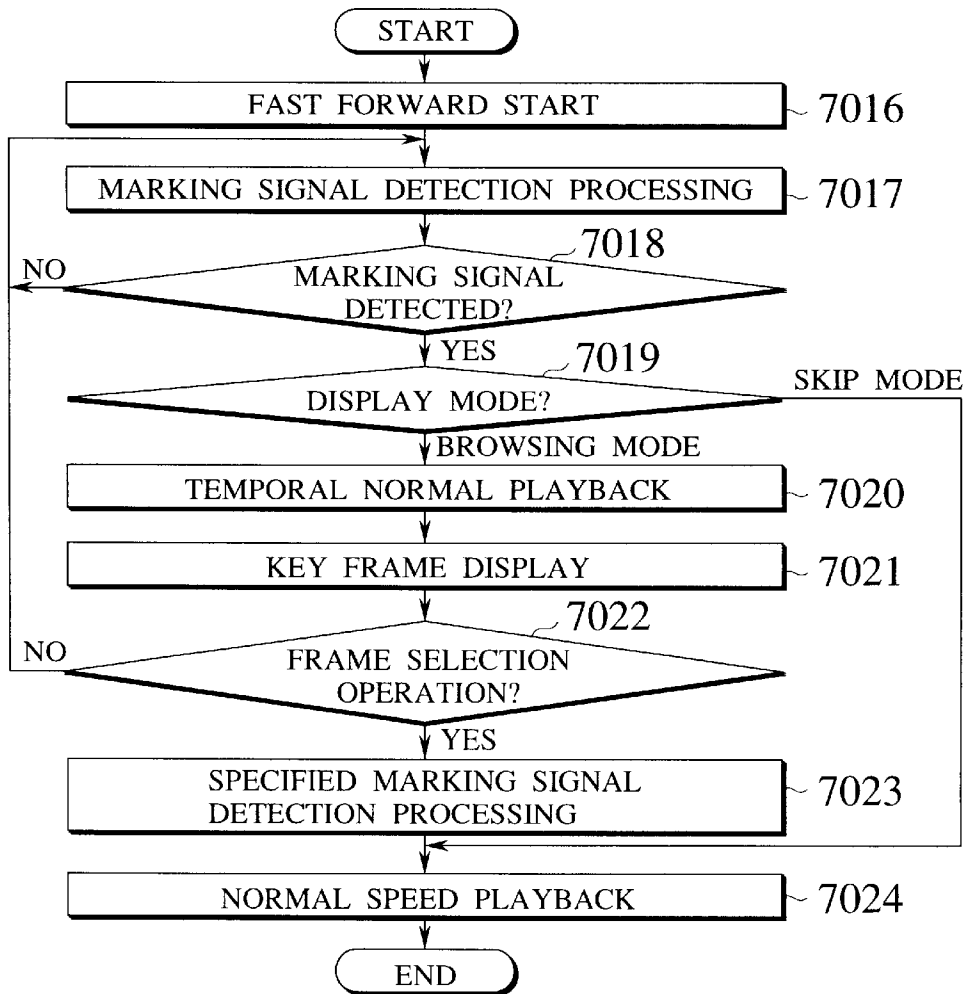 START
FAST FORWARD START
7016
MARKING SIGNAL DETECTION PROCESSING
7017
7018
NO
MARKING SIGNAL
DETECTED?
YES
7019
SKIP MODE
DISPLAY MODE?
BROWSING MODE
TEMPORAL NORMAL PLAYBACK
7020
KEY FRAME DISPLAY
7021
7022
NO
FRAME SELECTION
OPERATION?
YES
SPECIFIED MARKING SIGNAL
DETECTION PROCESSING
7023
NORMAL SPEED PLAYBACK
7024
END